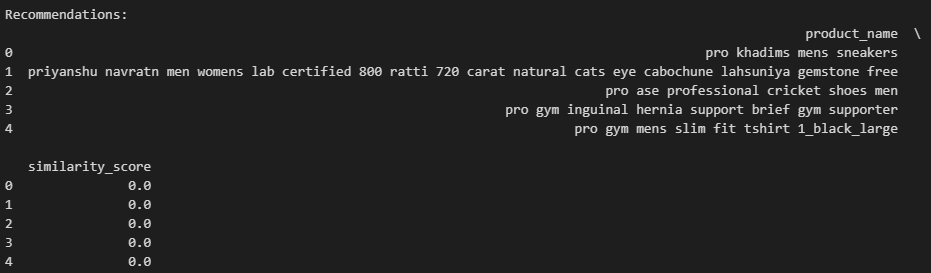 Recommendations:
product_name \
0 pro khadims mens sneakers
1 priyanshu navratn men womens lab certified 800 ratti 720 carat natural cats eye cabochune lahsuniya gemstone free
2 pro ase professional cricket shoes men
3 pro gym inguinal hernia support brief gym supporter
4 pro gym mens slim fit tshirt 1_black_large
similarity_score
0 0.0
1 0.0
2 0.0
3 0.0
4 0.0